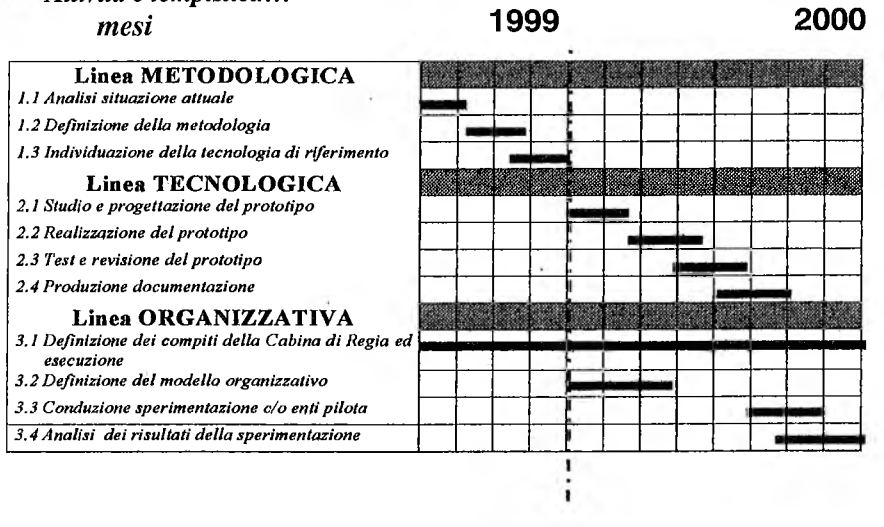 mesi
1999
2000
Linea METODOLOGICA
1.1 Analisi situazione attuale
1.2 Definizione della metodologia
1.3 Individuazione della tecnologia di riferimento
Linea TECNOLOGICA
2.1 Studio e progettazione del prototipo
2.2 Realizzazione del prototipo
2.3 Test e revisione del prototipo
2.4 Produzione documentazione
Linea ORGANIZZATIVA
3.1 Definizione dei compiti della Cabina di Regia ed
esecuzione
3.2 Definizione del modello organizzativo
3.3 Conduzione sperimentazione c/o enti pilota
3.4 Analisi dei risultati della sperimentazione